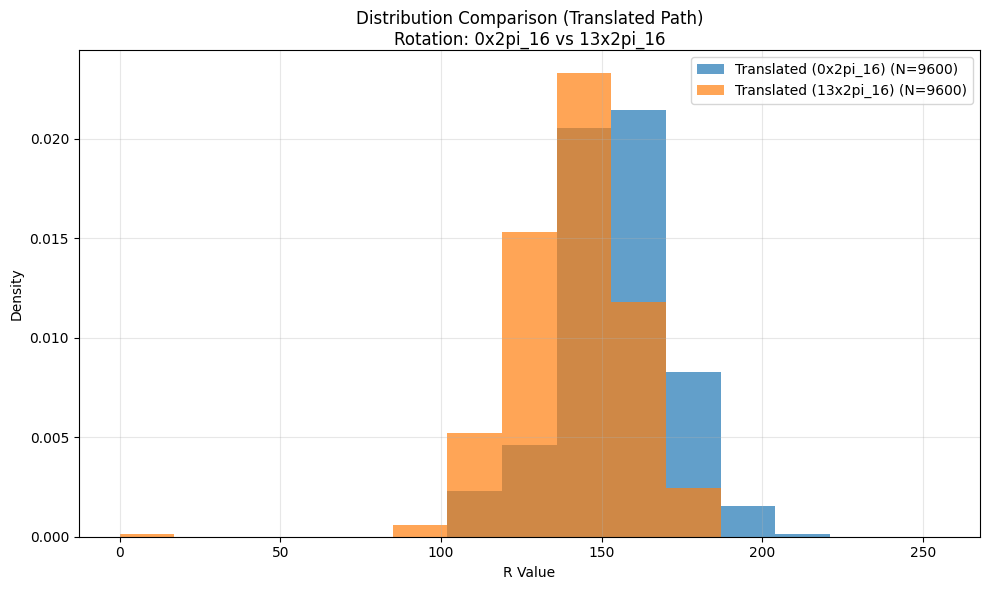 Distribution Comparison (Translated Path)
Rotation: 0x2pi_16 vs 13x2pi_16
Translated (0x2pi_16) (N=9600)
Translated (13x2pi_16) (N=9600)
Density
0.020
0.015
0.010
0.005
0.000
0 50 100 150 200 250
R Value